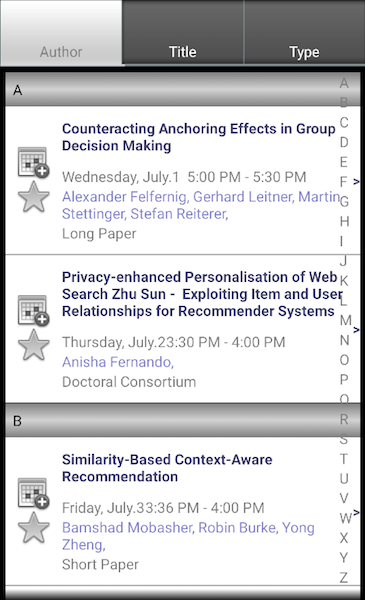 Author Title Type
A
Counteracting Anchoring Effects in Group
Decision Making
Wednesday, July.1 5:00 PM - 5:30 PM
Alexander Felfernig, Gerhard Leitner, Martin
Stettinger, Stefan Reiterer,
Long Paper
>
Privacy-enhanced Personalisation of Web
Search Zhu Sun - Exploiting Item and User
Relationships for Recommender Systems
Thursday, July.23:30 PM - 4:00 PM
Anisha Fernando,
Doctoral Consortium
>
B
Similarity-Based Context-Aware
Recommendation
Friday, July.33:36 PM - 4:00 PM
Bamshad Mobasher, Robin Burke, Yong
Zheng,
Short Paper
>
A
B
C
D
E
F
G
H
I
J
K
L
M
N
O
P
Q
R
S
T
U
V
W
X
Y
Z